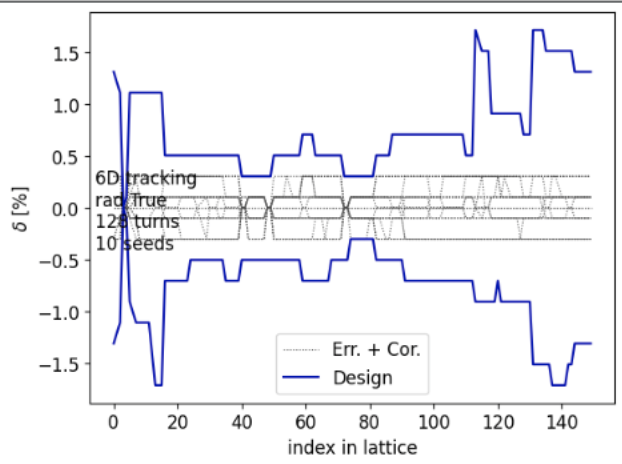 1.5
1.0
0.5
6D tracking
rad True
0.0
128 turns
10 seeds
−0.5
−1.0
−1.5
δ [%]
Err. + Cor.
Design
0 20 40 60 80 100 120 140
index in lattice